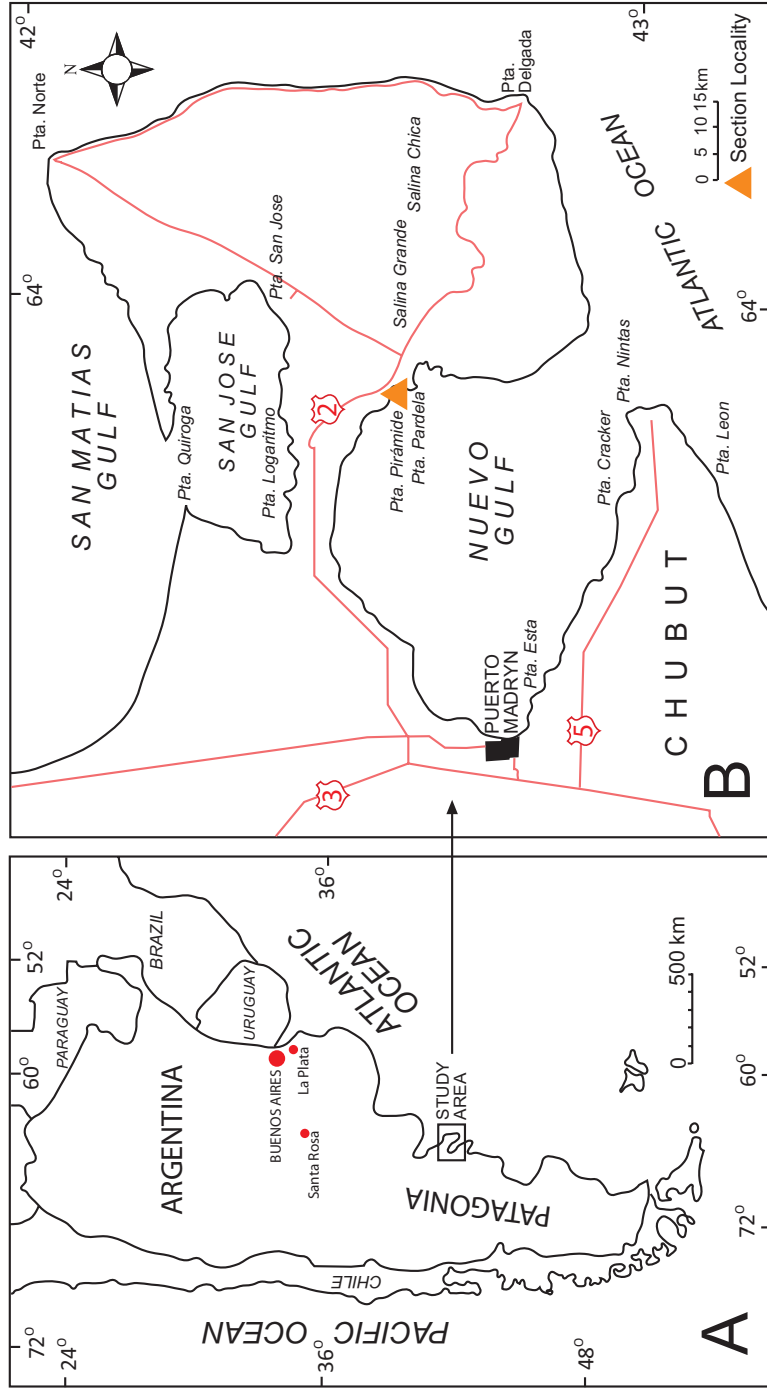 72°
60°
52°
24°
24°
36°
36°
48°
72°
60°
52°
PARAGUAY
BRAZIL
URUGUAY
ARGENTINA
BUENOS AIRES
La Plata
Santa Rosa
ATLANTIC
OCEAN
PACIFIC OCEAN
CHILE
PATAGONIA
STUDY
AREA
0 500 km
A
64°
42°
43°
64°
N
Pta. Norte
SAN MATIAS
GULF
Pta. Quiroga
SAN JOSE
GULF
Pta. Logaritmo
Pta. San Jose
2
3
5
Salina Grande
Salina Chica
Pta.
Delgada
Pta. Pirámide
Pta. Pardela
NUEVO
GULF
PUERTO
MADRYN
Pta. Esta
Pta. Cracker
Pta. Nintas
Pta. Leon
CHUBUT
ATLANTIC OCEAN
0 5 10 15km
Section Locality
B